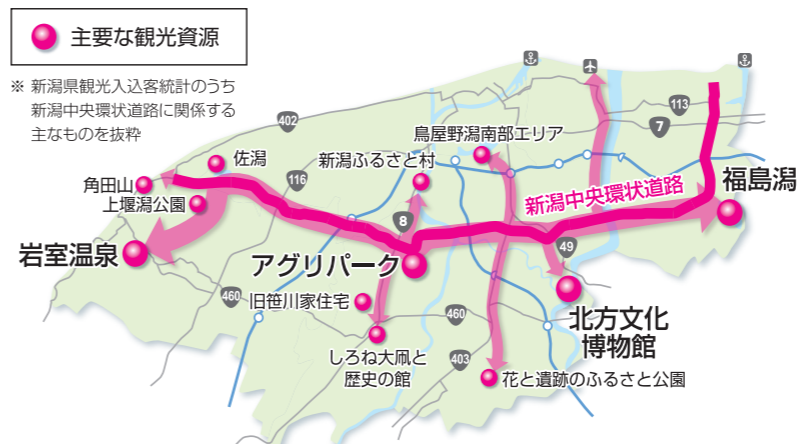 主要な観光資源
※ 新潟県観光入込客統計のうち
新潟中央環状道路に関係する
主なものを抜粋
402
113
7
鳥屋野潟南部エリア
佐潟
新潟ふるさと村
116
角田山
上堰潟公園
新潟中央環状道路
福島潟
8
岩室温泉
アグリパーク
49
460
旧笹川家住宅
460
北方文化
博物館
しろね大凧と
歴史の館
403
花と遺跡のふるさと公園